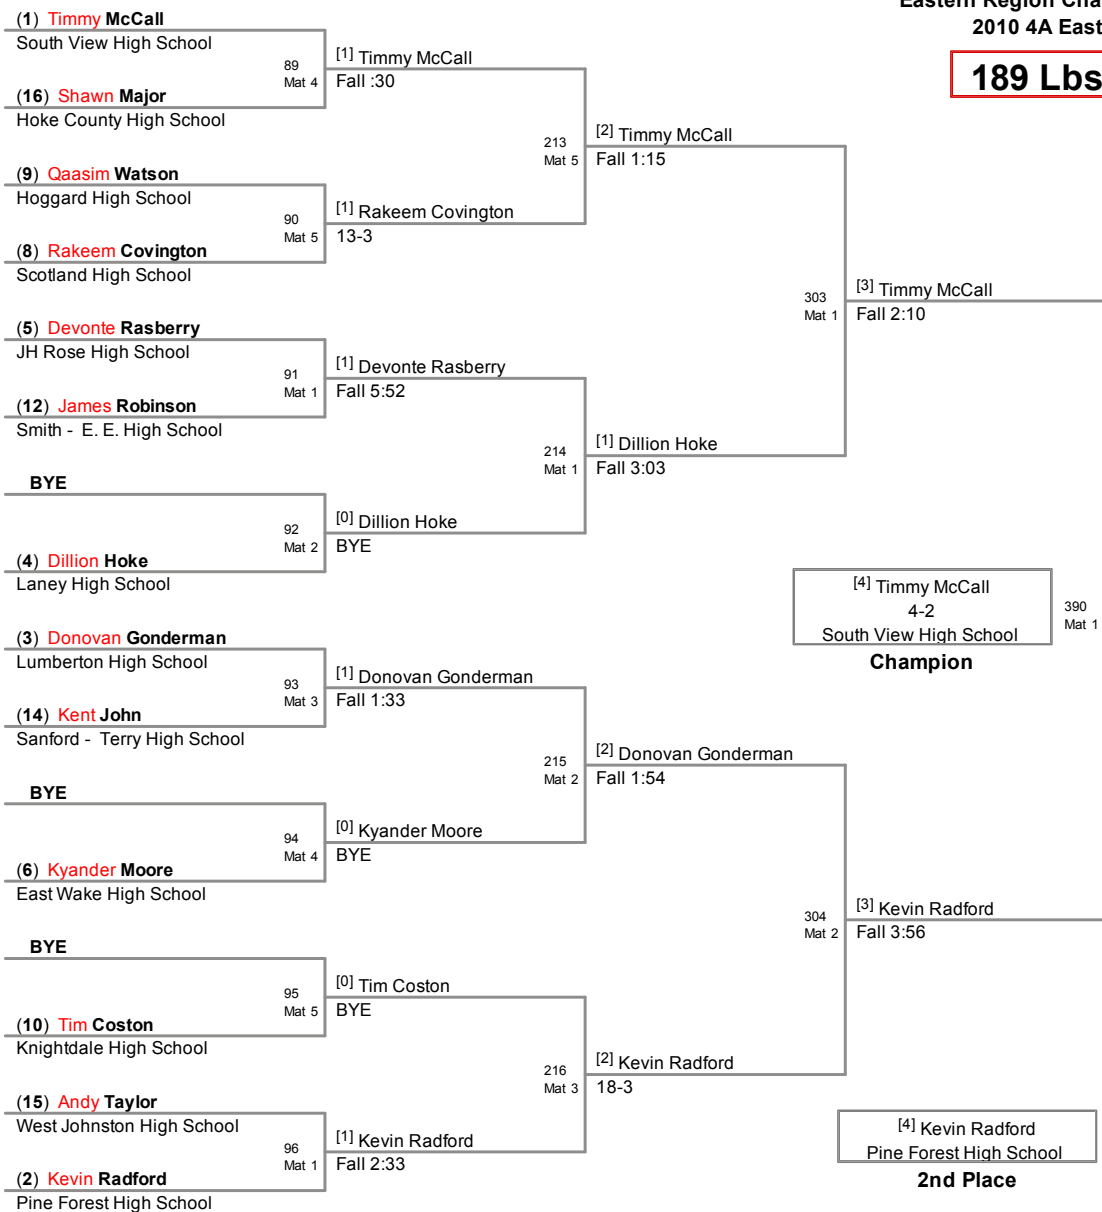 Eastern Region Cha
2010 4A East
189 Lbs
(1) Timmy McCall
South View High School
89
Mat 4
[1] Timmy McCall
Fall :30
(16) Shawn Major
Hoke County High School
213
Mat 5
[2] Timmy McCall
Fall 1:15
(9) Qaasim Watson
Hoggard High School
90
Mat 5
[1] Rakeem Covington
13-3
(8) Rakeem Covington
Scotland High School
303
Mat 1
[3] Timmy McCall
Fall 2:10
(5) Devonte Rasberry
JH Rose High School
91
Mat 1
[1] Devonte Rasberry
Fall 5:52
(12) James Robinson
Smith - E. E. High School
214
Mat 1
[1] Dillion Hoke
Fall 3:03
BYE
92
Mat 2
[0] Dillion Hoke
BYE
(4) Dillion Hoke
Laney High School
[4] Timmy McCall
4-2
South View High School
Champion
390
Mat 1
(3) Donovan Gonderman
Lumberton High School
93
Mat 3
[1] Donovan Gonderman
Fall 1:33
(14) Kent John
Sanford - Terry High School
215
Mat 2
[2] Donovan Gonderman
Fall 1:54
BYE
94
Mat 4
[0] Kyander Moore
BYE
(6) Kyander Moore
East Wake High School
304
Mat 2
[3] Kevin Radford
Fall 3:56
BYE
95
Mat 5
[0] Tim Coston
BYE
(10) Tim Coston
Knightdale High School
216
Mat 3
[2] Kevin Radford
18-3
(15) Andy Taylor
West Johnston High School
96
Mat 1
[1] Kevin Radford
Fall 2:33
(2) Kevin Radford
Pine Forest High School
[4] Kevin Radford
Pine Forest High School
2nd Place